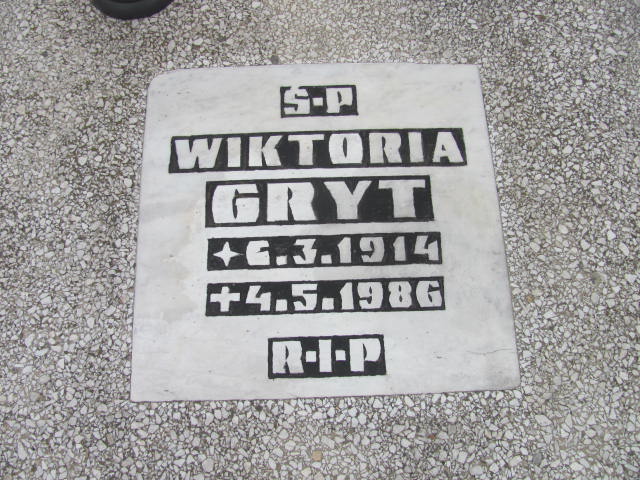 Ś·P
WIKTORIA
GRYT
✦6.3.1914
+4.5.1986
R·I·P